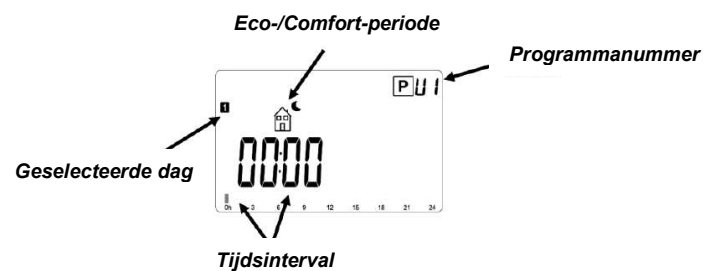 Eco-/Comfort-periode
Programmanummer
P U1
1
Geselecteerde dag
00:00
0h 3 6 9 12 15 18 21 24
Tijdsinterval